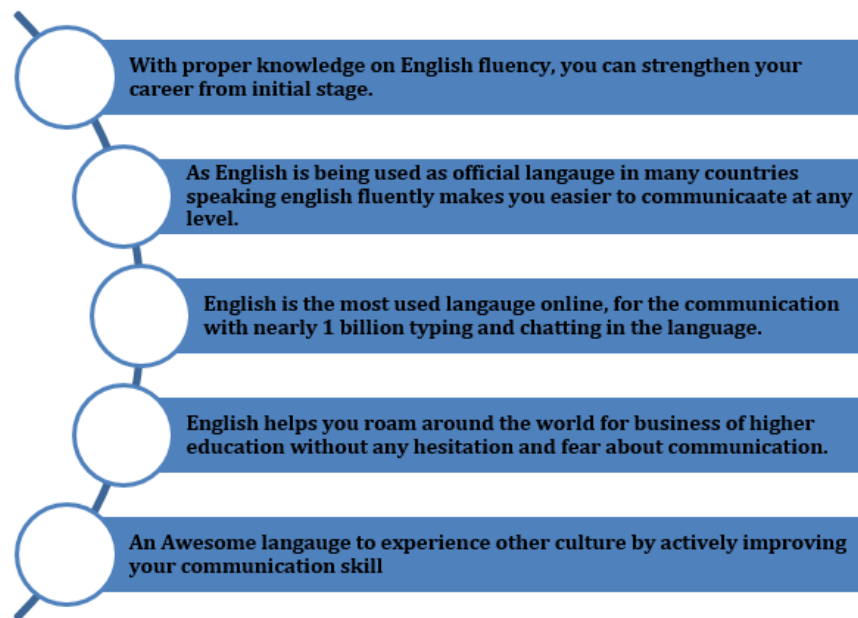 With proper knowledge on English fluency, you can strengthen your
career from initial stage.
As English is being used as official langauge in many countries
speaking english fluently makes you easier to communicaate at any
level.
English is the most used langauge online, for the communication
with nearly 1 billion typing and chatting in the language.
English helps you roam around the world for business of higher
education without any hesitation and fear about communication.
An Awesome langauge to experience other culture by actively improving
your communication skill